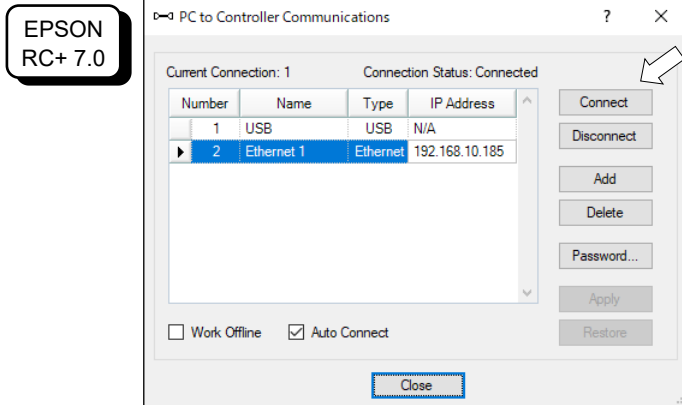 EPSON
RC+ 7.0
PC to Controller Communications ?
Current Connection: 1 Connection Status: Connected
Number Name Type IP Address
1 USB USB N/A
2 Ethernet 1 Ethernet 192.168.10.185
Connect
Disconnect
Add
Delete
Password...
Apply
Restore
Work Offline Auto Connect
Close